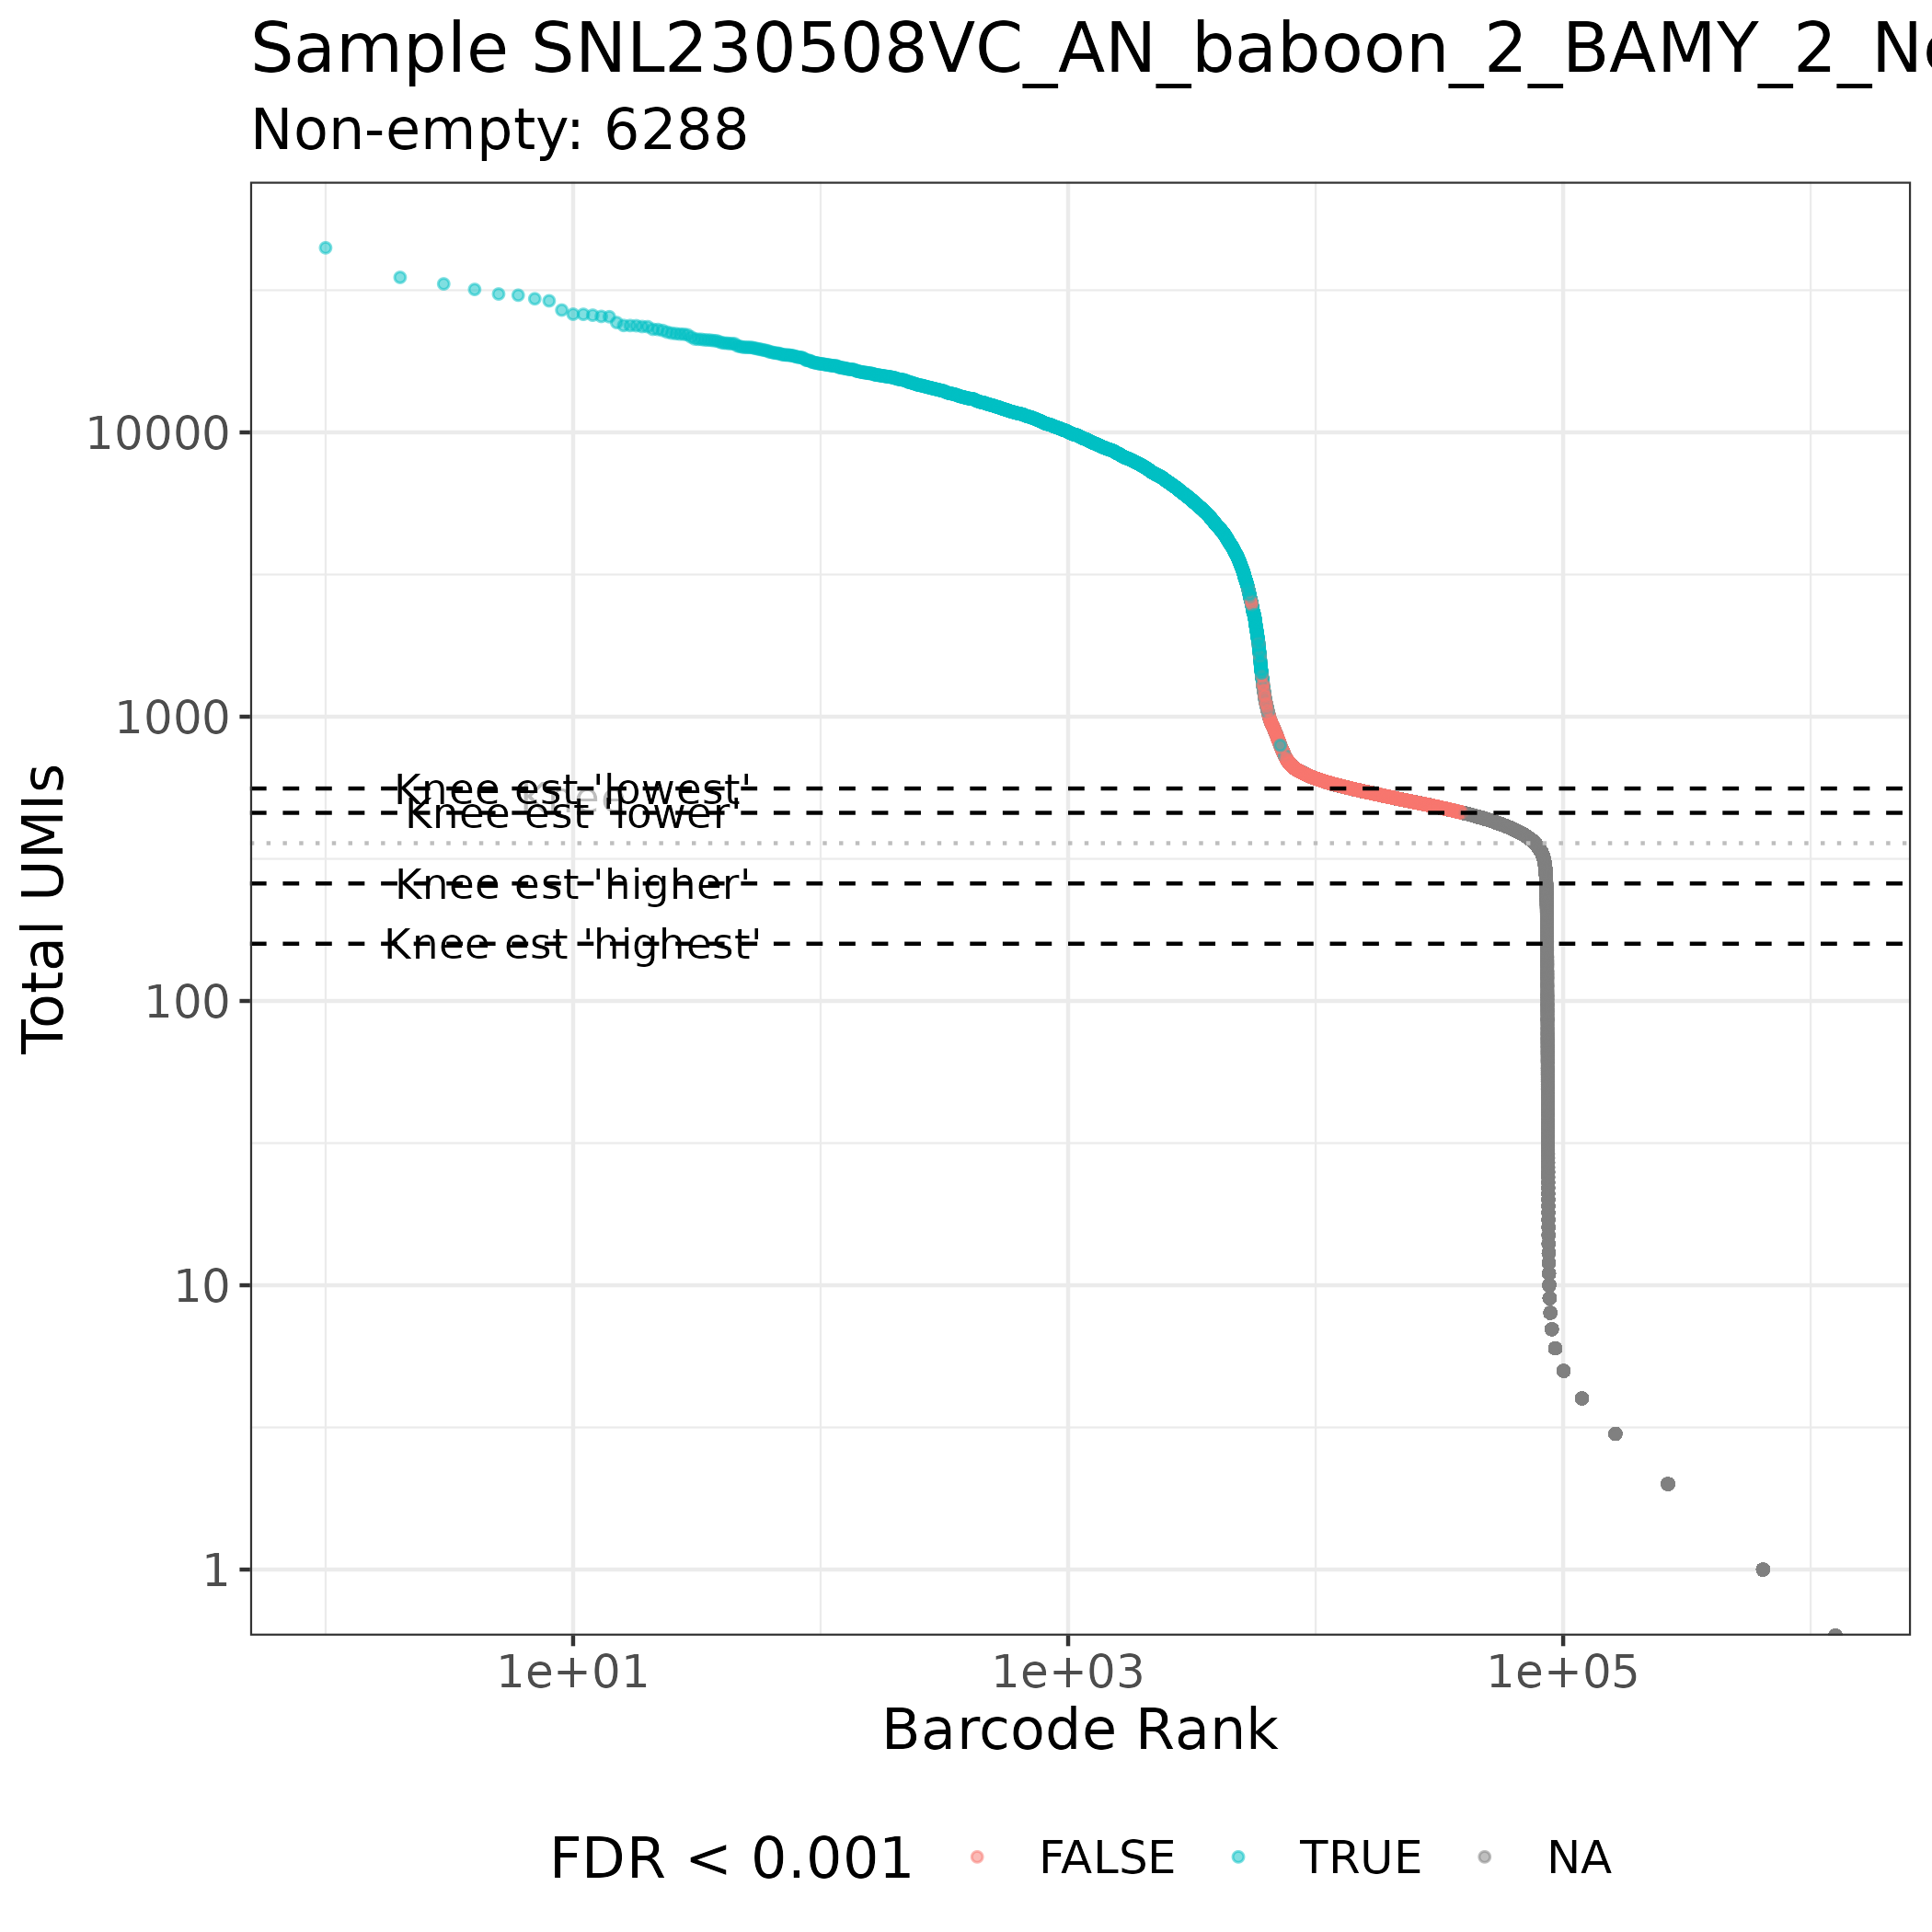 Sample SNL230508VC_AN_baboon_2_BAMY_2_N
Non-empty: 6288
Total UMIs
10000
1000
100
10
1
Knee est 'lowest'
Knee
Knee est 'lower'
Knee est 'higher'
Knee est 'highest'
1e+01 1e+03 1e+05
Barcode Rank
FDR < 0.001 FALSE TRUE NA